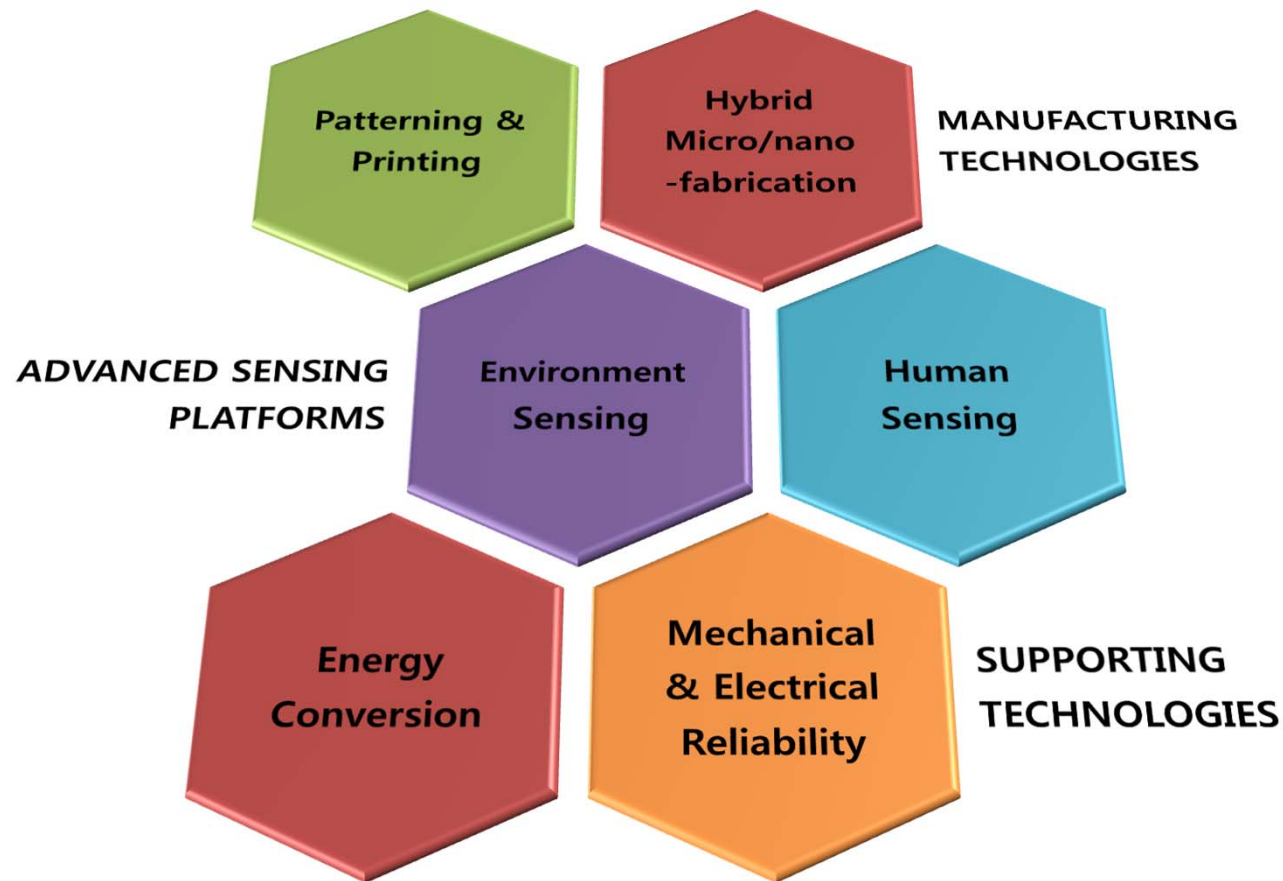 Patterning &
Printing
Hybrid
Micro/nano
-fabrication
MANUFACTURING
TECHNOLOGIES
ADVANCED SENSING
PLATFORMS
Environment
Sensing
Human
Sensing
Energy
Conversion
Mechanical
& Electrical
Reliability
SUPPORTING
TECHNOLOGIES